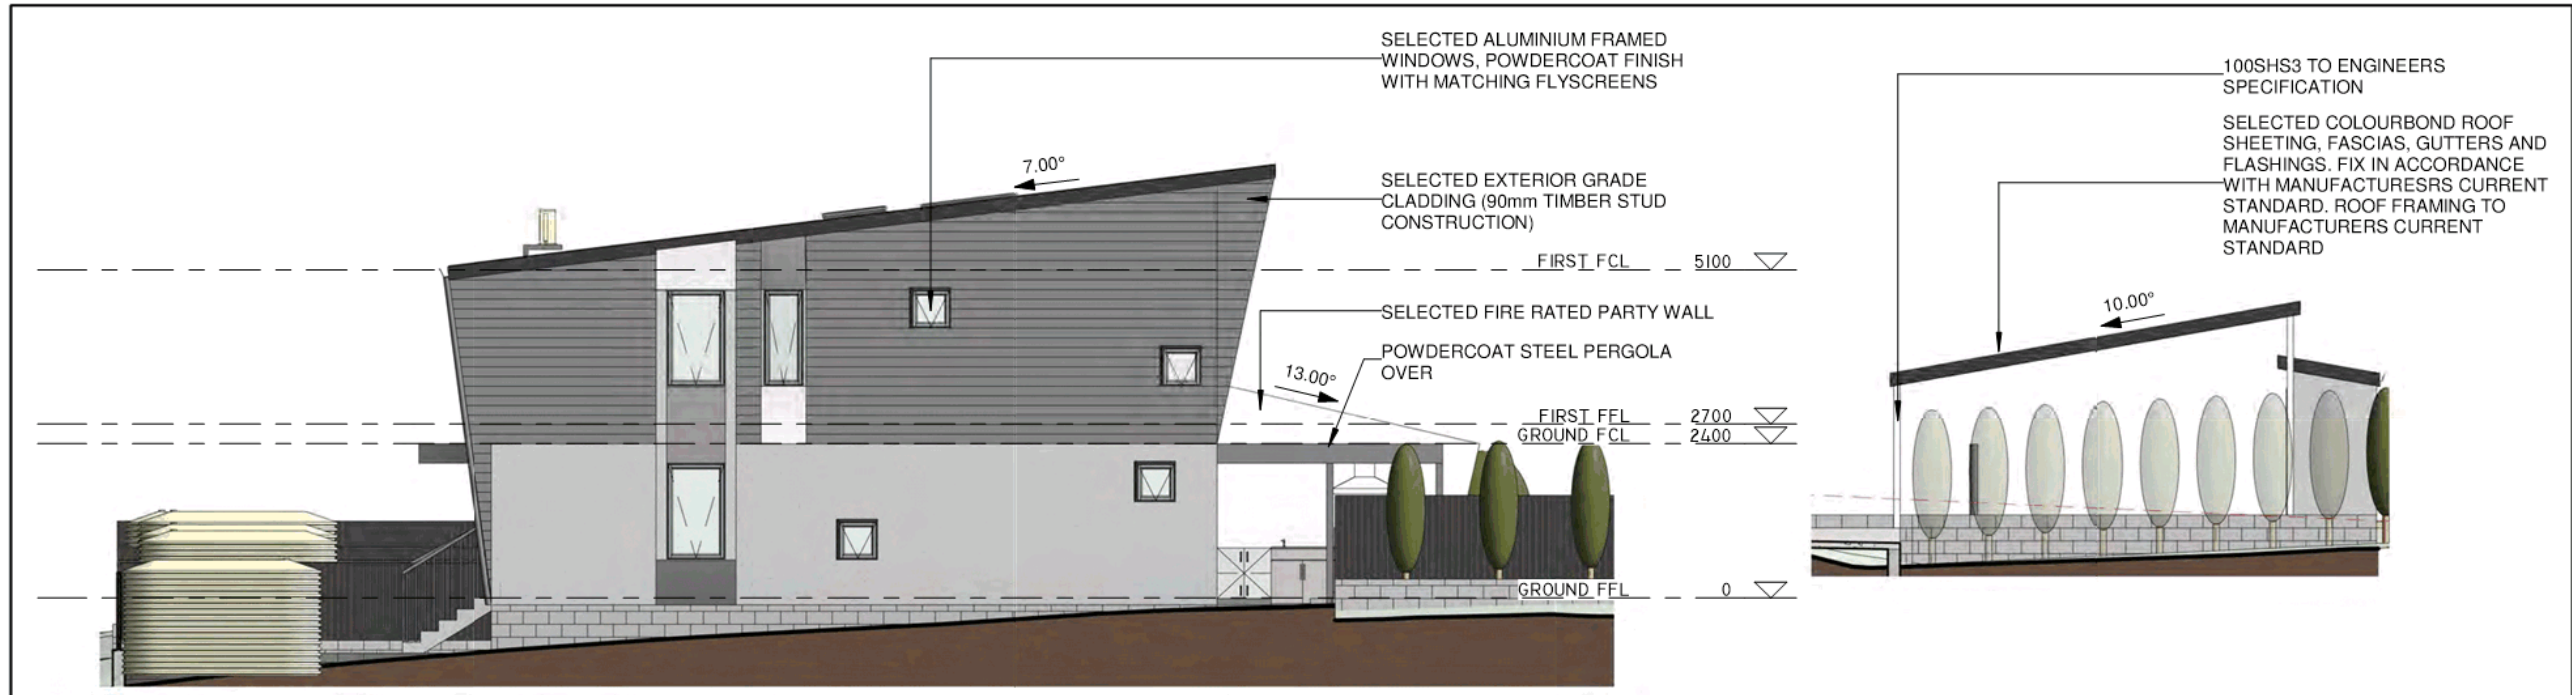 SELECTED ALUMINIUM FRAMED
WINDOWS, POWDERCOAT FINISH
WITH MATCHING FLYSCREENS
7.00°
SELECTED EXTERIOR GRADE
CLADDING (90mm TIMBER STUD
CONSTRUCTION)
FIRST FCL 5100
SELECTED FIRE RATED PARTY WALL
POWDERCOAT STEEL PERGOLA
OVER
13.00°
FIRST FFL 2700
GROUND FCL 2400
GROUND FFL 0
100SHS3 TO ENGINEERS
SPECIFICATION
SELECTED COLOURBOND ROOF
SHEETING, FASCIAS, GUTTERS AND
FLASHINGS. FIX IN ACCORDANCE
WITH MANUFACTURESRS CURRENT
STANDARD. ROOF FRAMING TO
MANUFACTURERS CURRENT
STANDARD
10.00°